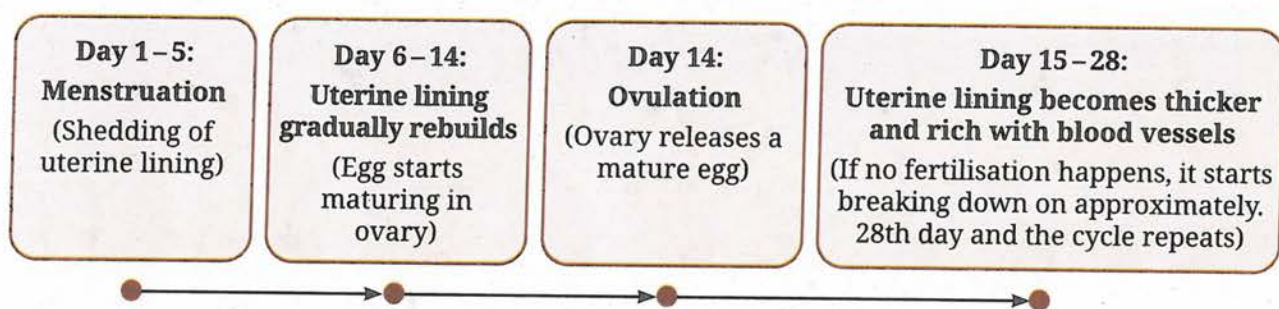 Day 1–5:
Menstruation
(Shedding of
uterine lining)
Day 6–14:
Uterine lining
gradually rebuilds
(Egg starts
maturing in
ovary)
Day 14:
Ovulation
(Ovary releases a
mature egg)
Day 15–28:
Uterine lining becomes thicker
and rich with blood vessels
(If no fertilisation happens, it starts
breaking down on approximately.
28th day and the cycle repeats)